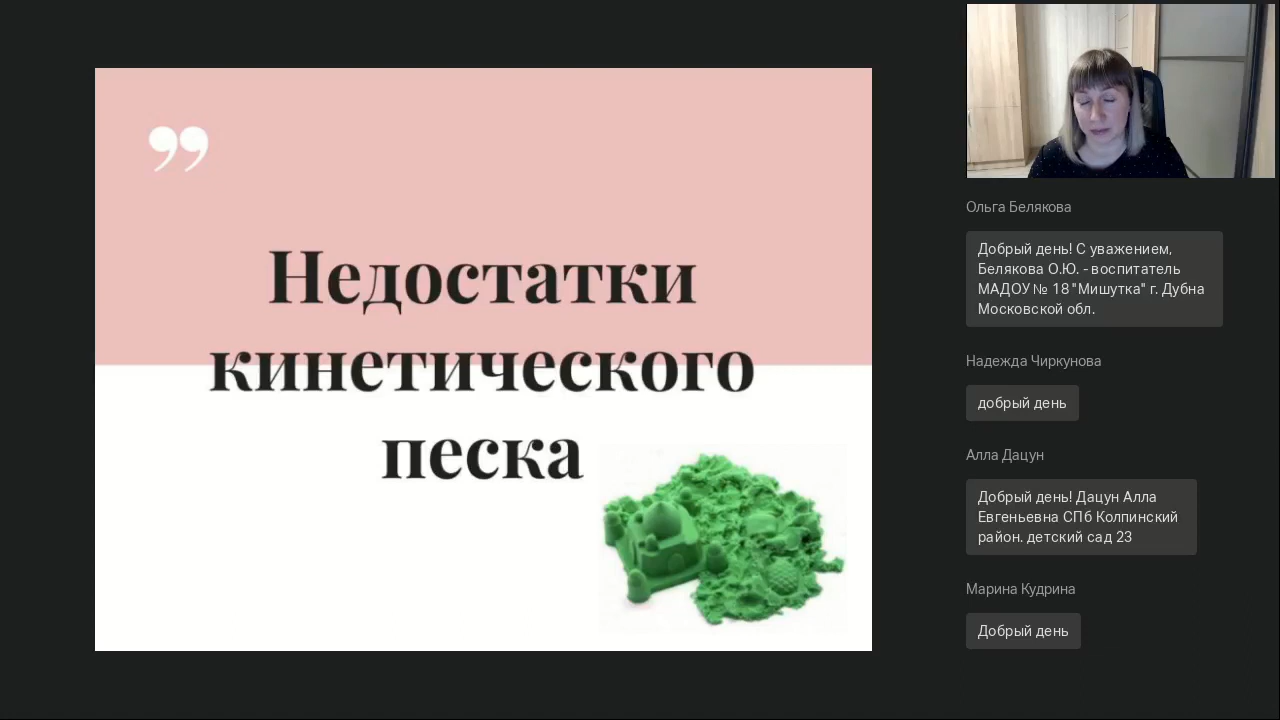 ”
Недостатки
кинетического
песка
Ольга Белякова
Добрый день! С уважением,
Белякова О.Ю. - воспитатель
МАДОУ № 18 "Мишутка" г. Дубна
Московской обл.
Надежда Чиркунова
добрый день
Алла Дацун
Добрый день! Дацун Алла
Евгеньевна СПб Колпинский
район. детский сад 23
Марина Кудрина
Добрый день